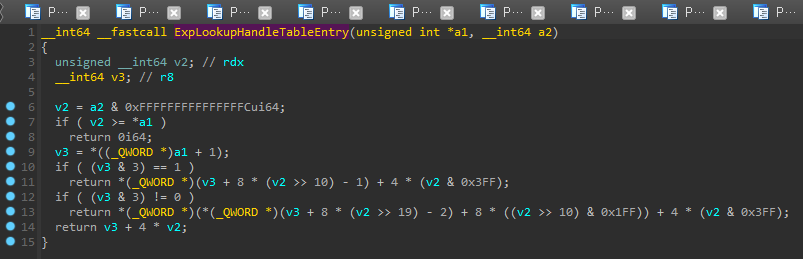 P··· P··· P··· P··· P··· P··· P··· P··· P···
1 __int64 __fastcall ExpLookupHandleTableEntry(unsigned int *a1, __int64 a2)
2 {
3 unsigned __int64 v2; // rdx
4 __int64 v3; // r8
5
6 v2 = a2 & 0xFFFFFFFFFFFFFFFCui64;
7 if ( v2 >= *a1 )
8 return 0i64;
9 v3 = *((_QWORD *)a1 + 1);
10 if ( (v3 & 3) == 1 )
11 return *(_QWORD *)(v3 + 8 * (v2 >> 10) - 1) + 4 * (v2 & 0x3FF);
12 if ( (v3 & 3) != 0 )
13 return *(_QWORD *)(*(_QWORD *)(v3 + 8 * (v2 >> 19) - 2) + 8 * ((v2 >> 10) & 0x1FF)) + 4 * (v2 & 0x3FF);
14 return v3 + 4 * v2;
15 }